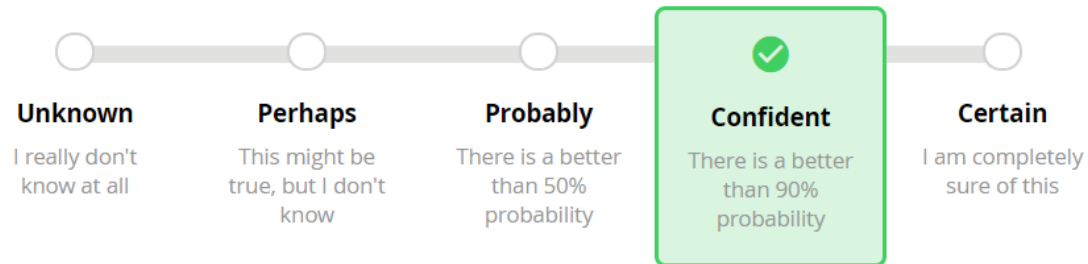 Unknown
I really don't
know at all
Perhaps
This might be
true, but I don't
know
Probably
There is a better
than 50%
probability
Confident
There is a better
than 90%
probability
Certain
I am completely
sure of this